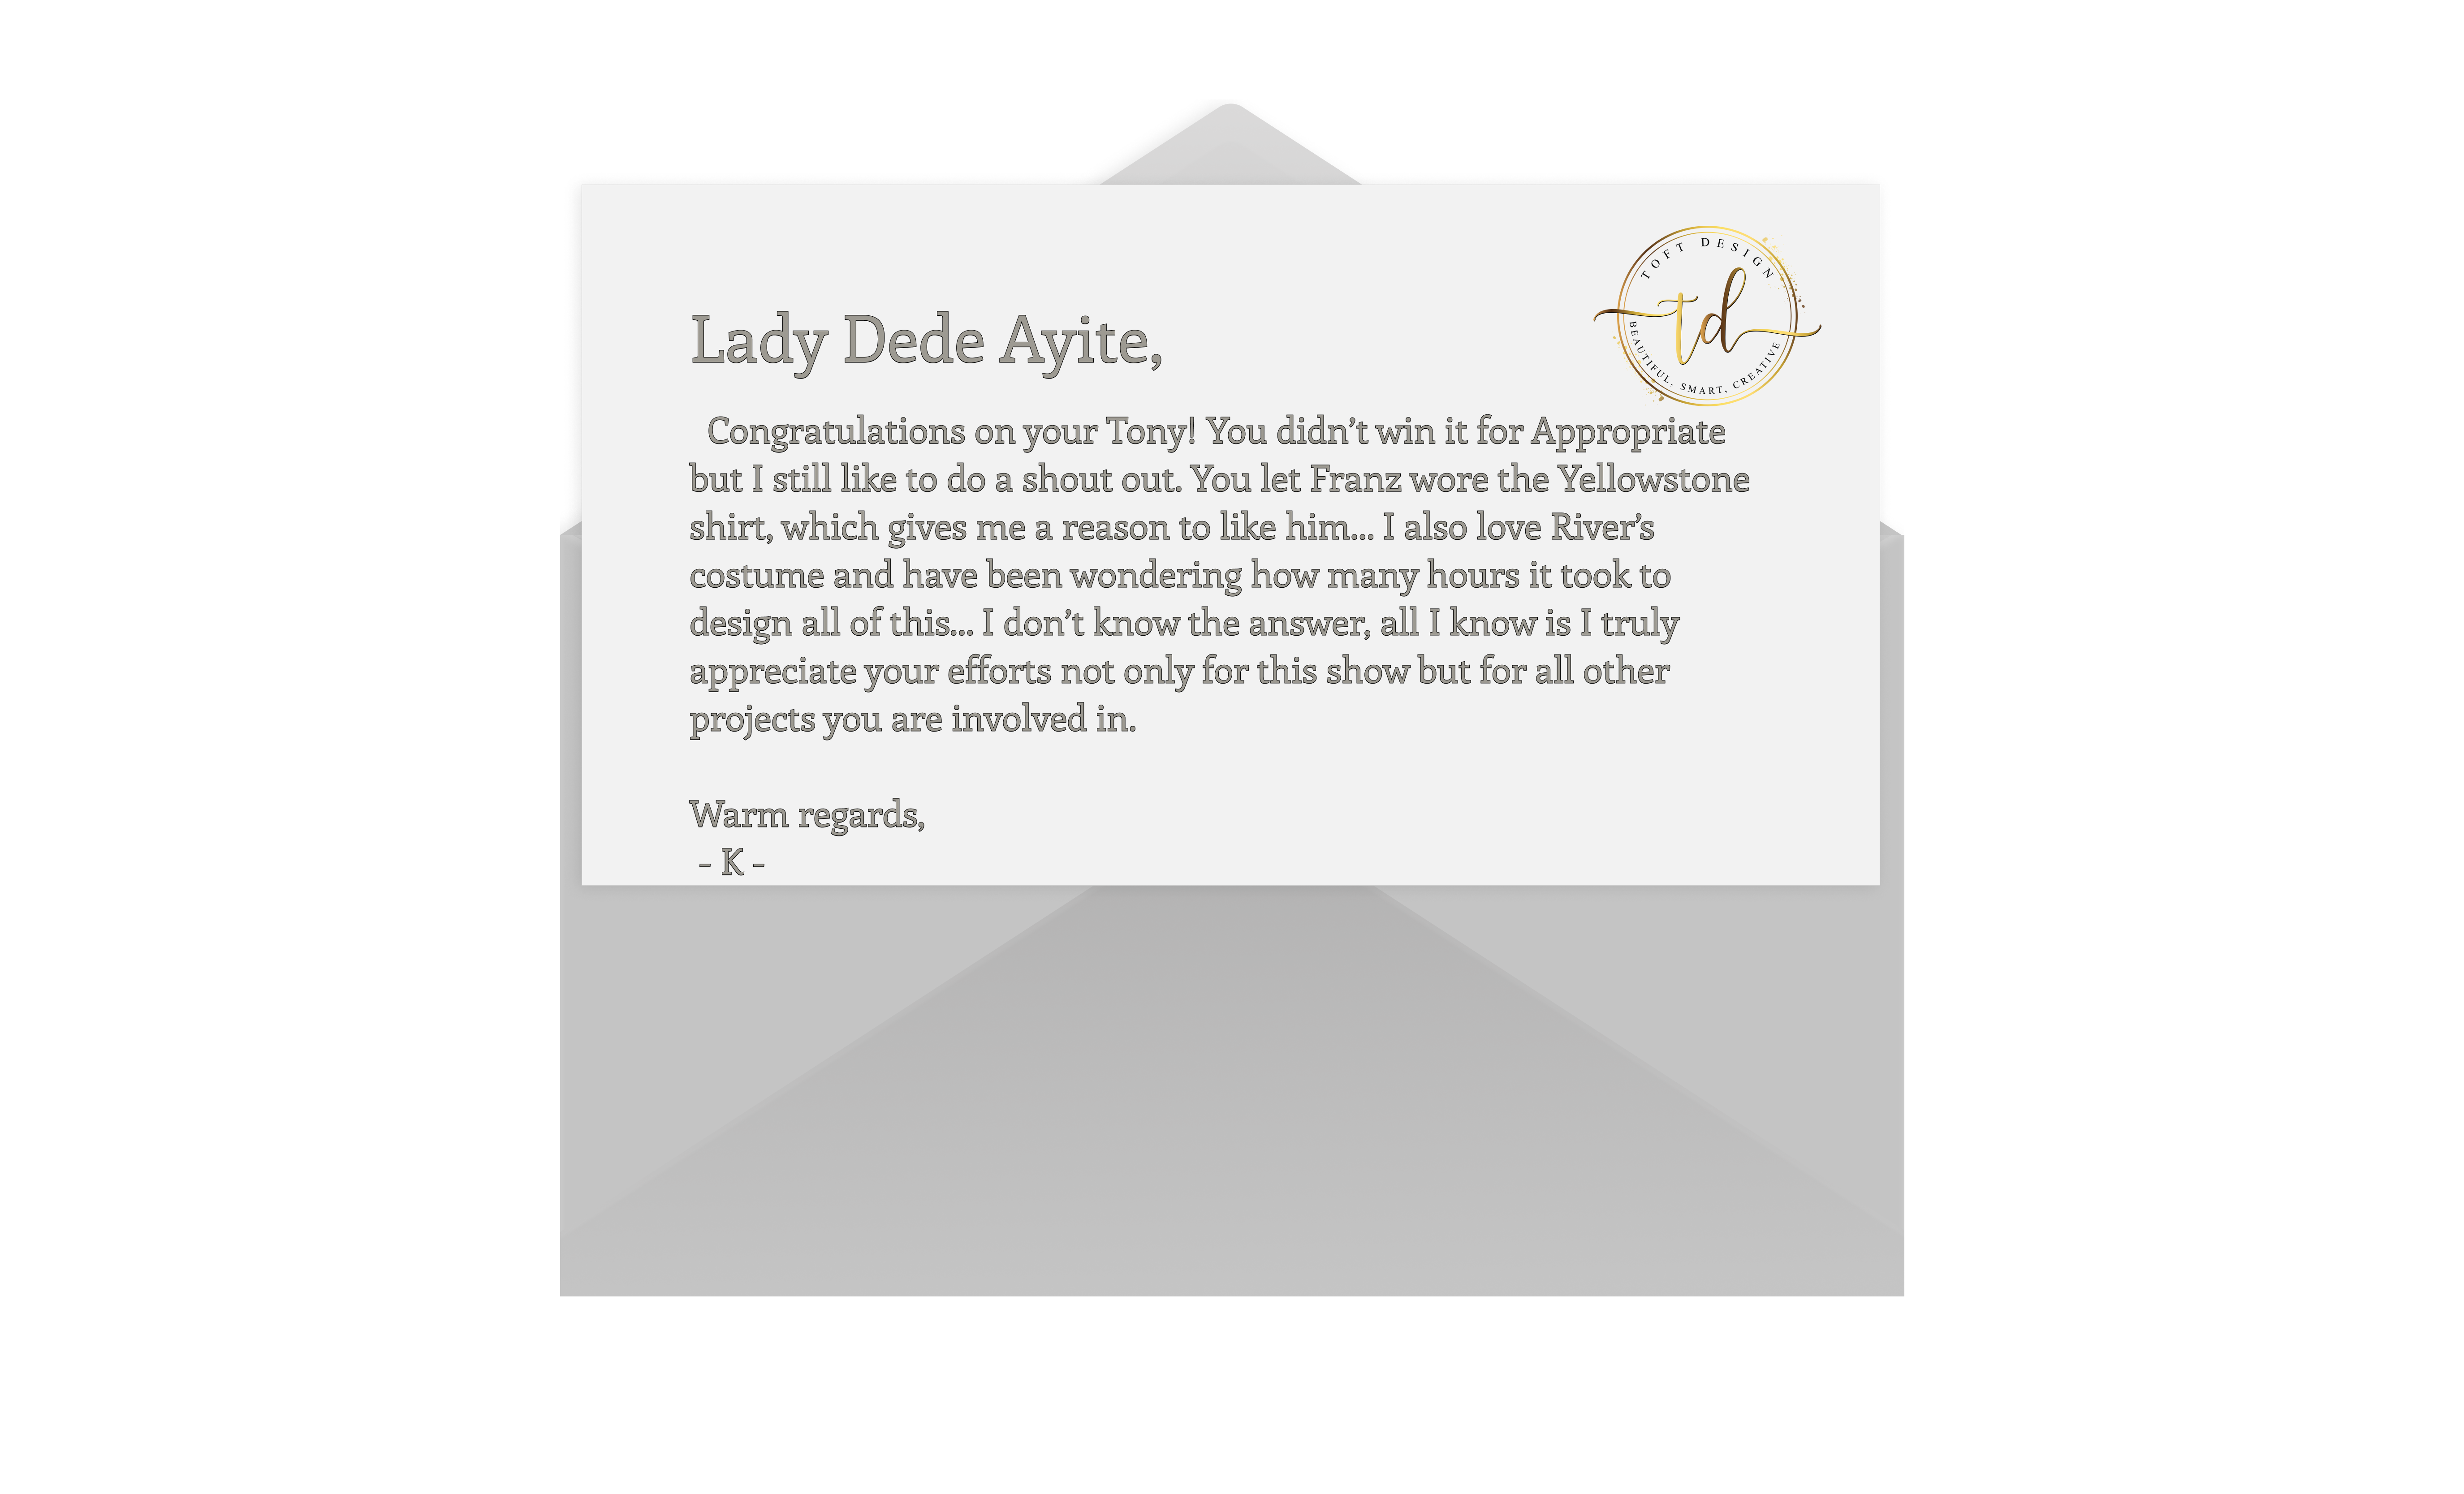 TOFT DESIGN
td
BEAUTIFUL, SMART, CREATIVE
Lady Dede Ayite,
Congratulations on your Tony! You didn’t win it for Appropriate
but I still like to do a shout out. You let Franz wore the Yellowstone
shirt, which gives me a reason to like him... I also love River’s
costume and have been wondering how many hours it took to
design all of this... I don’t know the answer, all I know is I truly
appreciate your efforts not only for this show but for all other
projects you are involved in.
Warm regards,
- K -